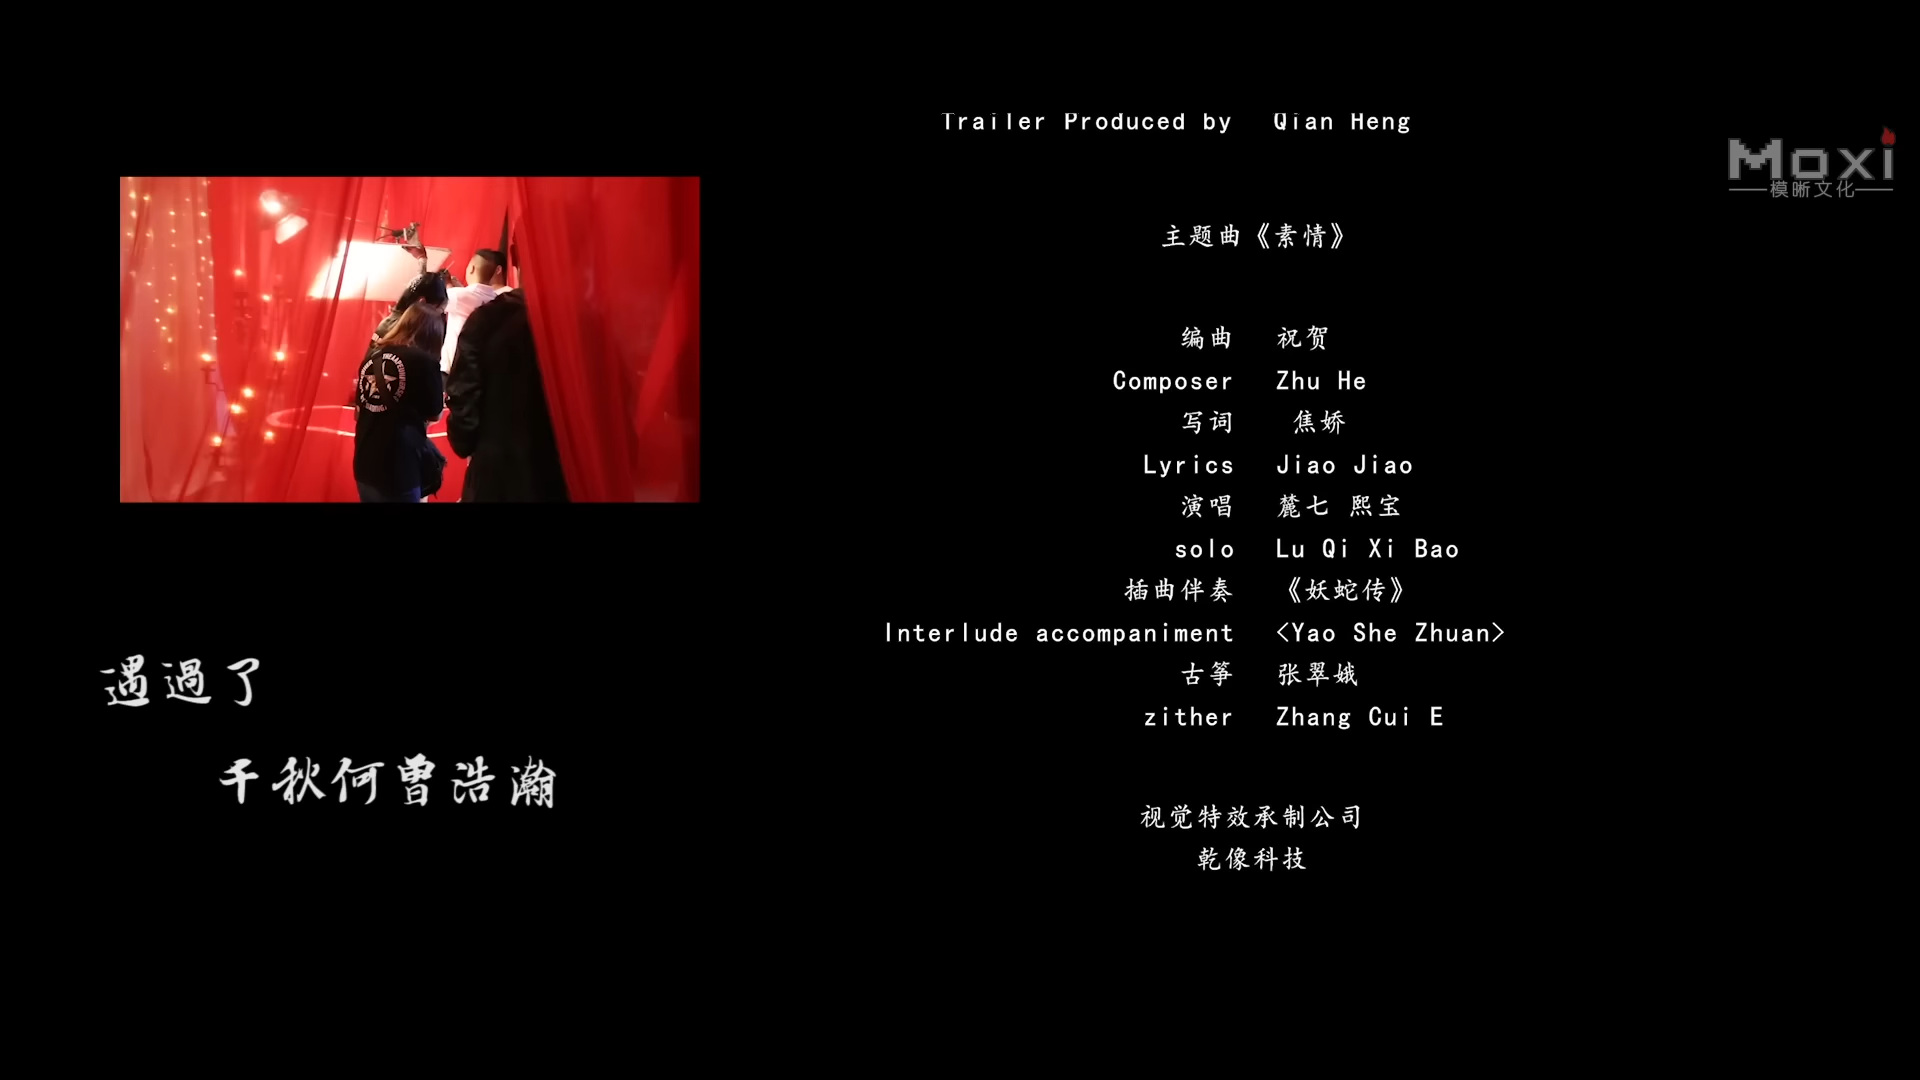 Trailer Produced by Qian Heng
Moxi
模晰文化
主题曲《素情》
编曲 祝贺
Composer Zhu He
写词 焦娇
Lyrics Jiao Jiao
演唱 麓七 熙宝
solo Lu Qi Xi Bao
插曲伴奏 《妖蛇传》
Interlude accompaniment <Yao She Zhuan>
古筝 张翠娥
zither Zhang Cui E
视觉特效承制公司
乾像科技
遇過了
千秋何曾浩瀚